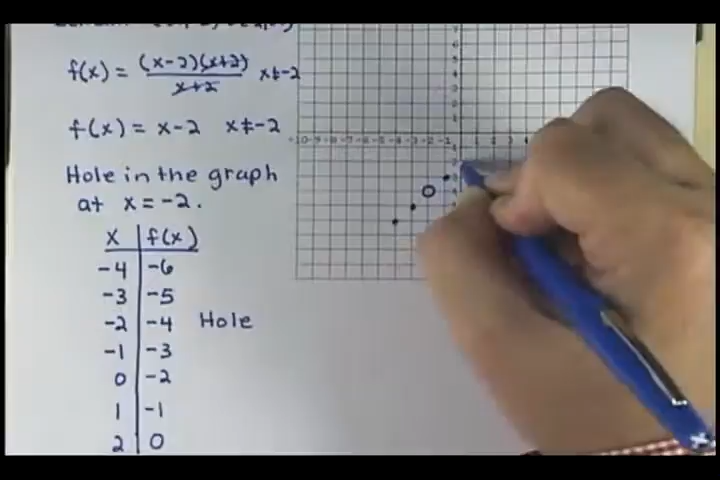 f(x) = (x-2)(x+2) / x+2 x≠-2
f(x) = x-2 x≠-2
Hole in the graph
at x = -2.
x f(x)
-4 -6
-3 -5
-2 -4 Hole
-1 -3
0 -2
1 -1
2 0